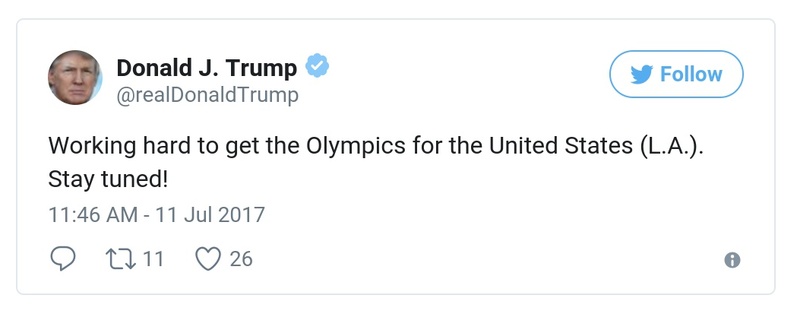 Donald J. Trump
@realDonaldTrump
Follow
Working hard to get the Olympics for the United States (L.A.).
Stay tuned!
11:46 AM - 11 Jul 2017
11 26